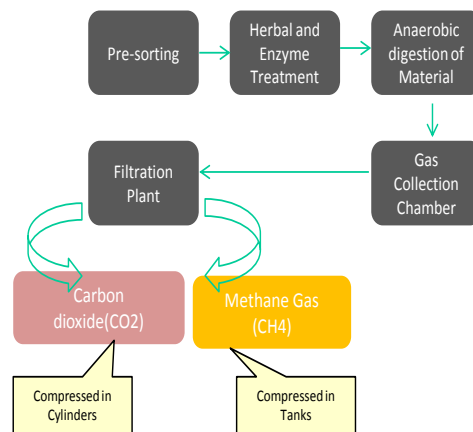 Pre-sorting
Herbal and
Enzyme
Treatment
Anaerobic
digestion of
Material
Filtration
Plant
Gas
Collection
Chamber
Carbon
dioxide(CO2)
Methane Gas
(CH4)
Compressed in
Cylinders
Compressed in
Tanks